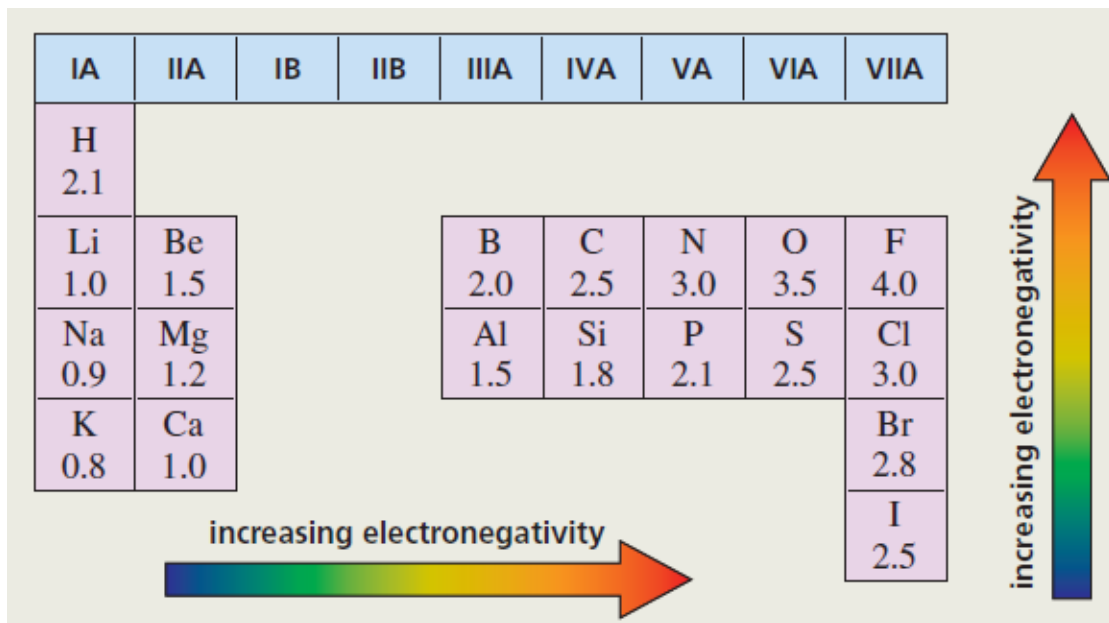 IA IIA IB IIB IIIA IVA VA VIA VIIA
H
2.1
Li Be B C N O F
1.0 1.5 2.0 2.5 3.0 3.5 4.0
Na Mg Al Si P S Cl
0.9 1.2 1.5 1.8 2.1 2.5 3.0
K Ca Br
0.8 1.0 2.8
I
2.5
increasing electronegativity
increasing electronegativity